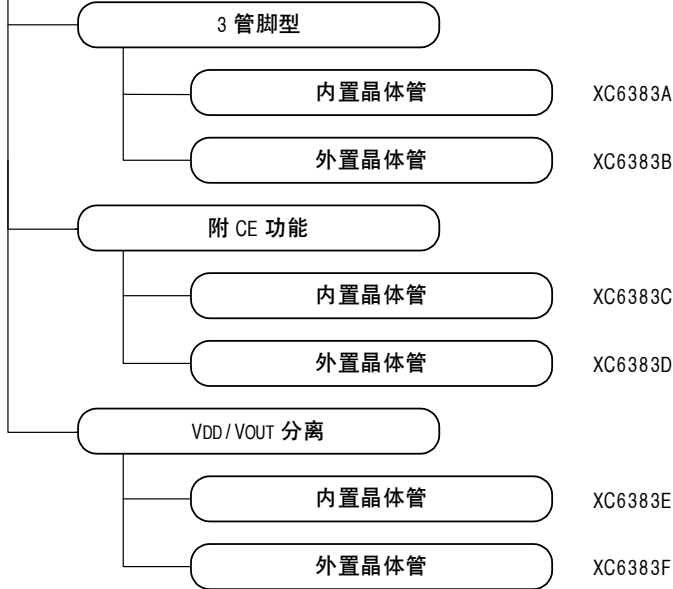 3 管脚型
内置晶体管 XC6383A
外置晶体管 XC6383B
附 CE 功能
内置晶体管 XC6383C
外置晶体管 XC6383D
VDD/VOUT 分离
内置晶体管 XC6383E
外置晶体管 XC6383F